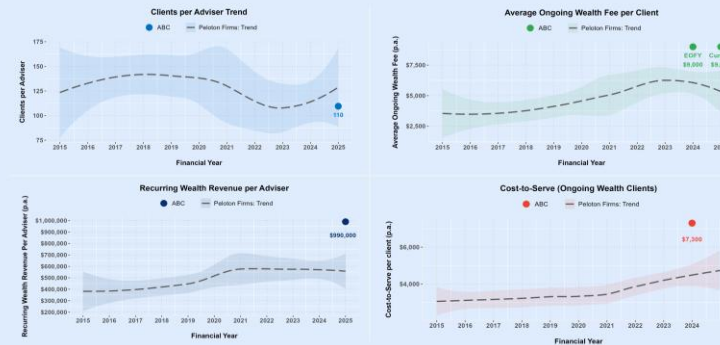 Clients per Adviser Trend
ABC Peloton Firms: Trend
Clients per Adviser
175
150
125
100
75
2015 2016 2017 2018 2019 2020 2021 2022 2023 2024 2025
110
Financial Year
Average Ongoing Wealth Fee per Client
ABC Peloton Firms: Trend
Average Ongoing Wealth Fee (p.a.)
$7,500
$5,000
$2,500
EOFY
$9,000
2015 2016 2017 2018 2019 2020 2021 2022 2023 2024
Financial Year
Recurring Wealth Revenue per Adviser
ABC Peloton Firms: Trend
Recurring Wealth Revenue Per Adviser (p.a.)
$1,000,000
$900,000
$800,000
$700,000
$600,000
$500,000
$400,000
$300,000
$200,000
$990,000
2015 2016 2017 2018 2019 2020 2021 2022 2023 2024 2025
Financial Year
Cost-to-Serve (Ongoing Wealth Clients)
ABC Peloton Firms: Trend
Cost-to-Serve per client (p.a.)
$6,000
$4,000
$7,300
2015 2016 2017 2018 2019 2020 2021 2022 2023 2024
Financial Year